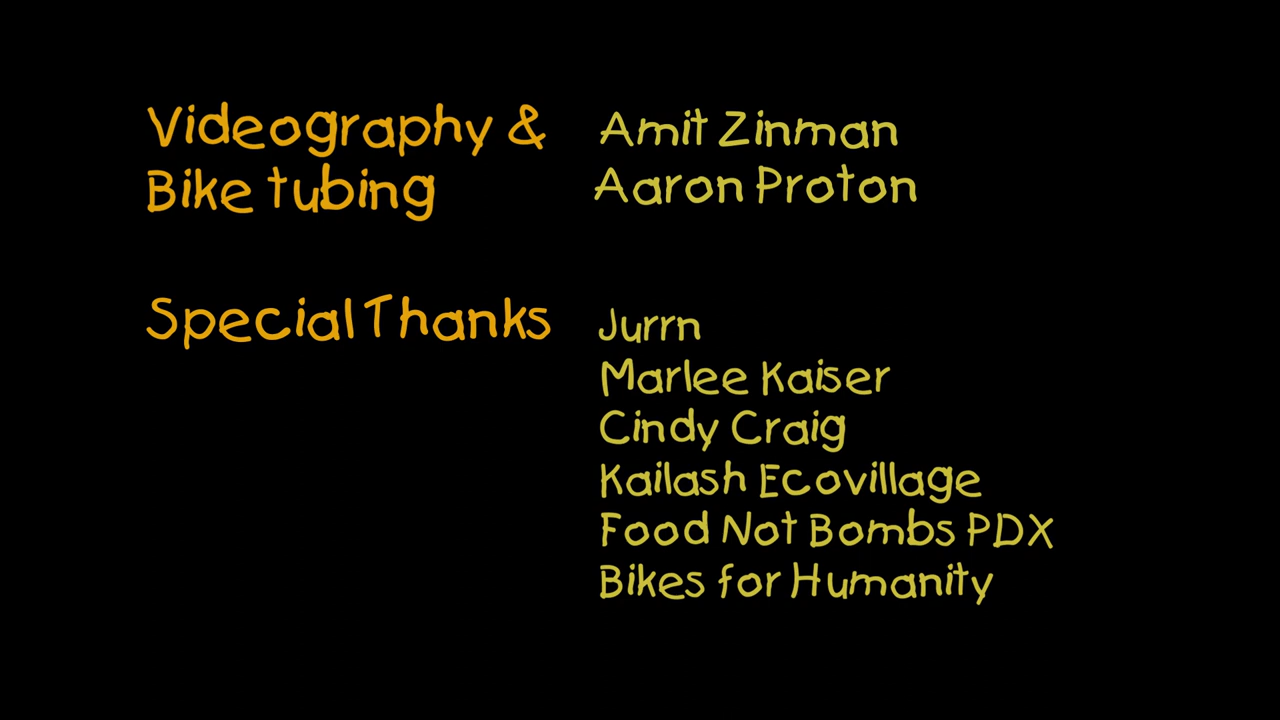 Videography & Amit Zinman
Bike tubing Aaron Proton
Special Thanks Jurrn
Marlee Kaiser
Cindy Craig
Kailash Ecovillage
Food Not Bombs PDX
Bikes for Humanity